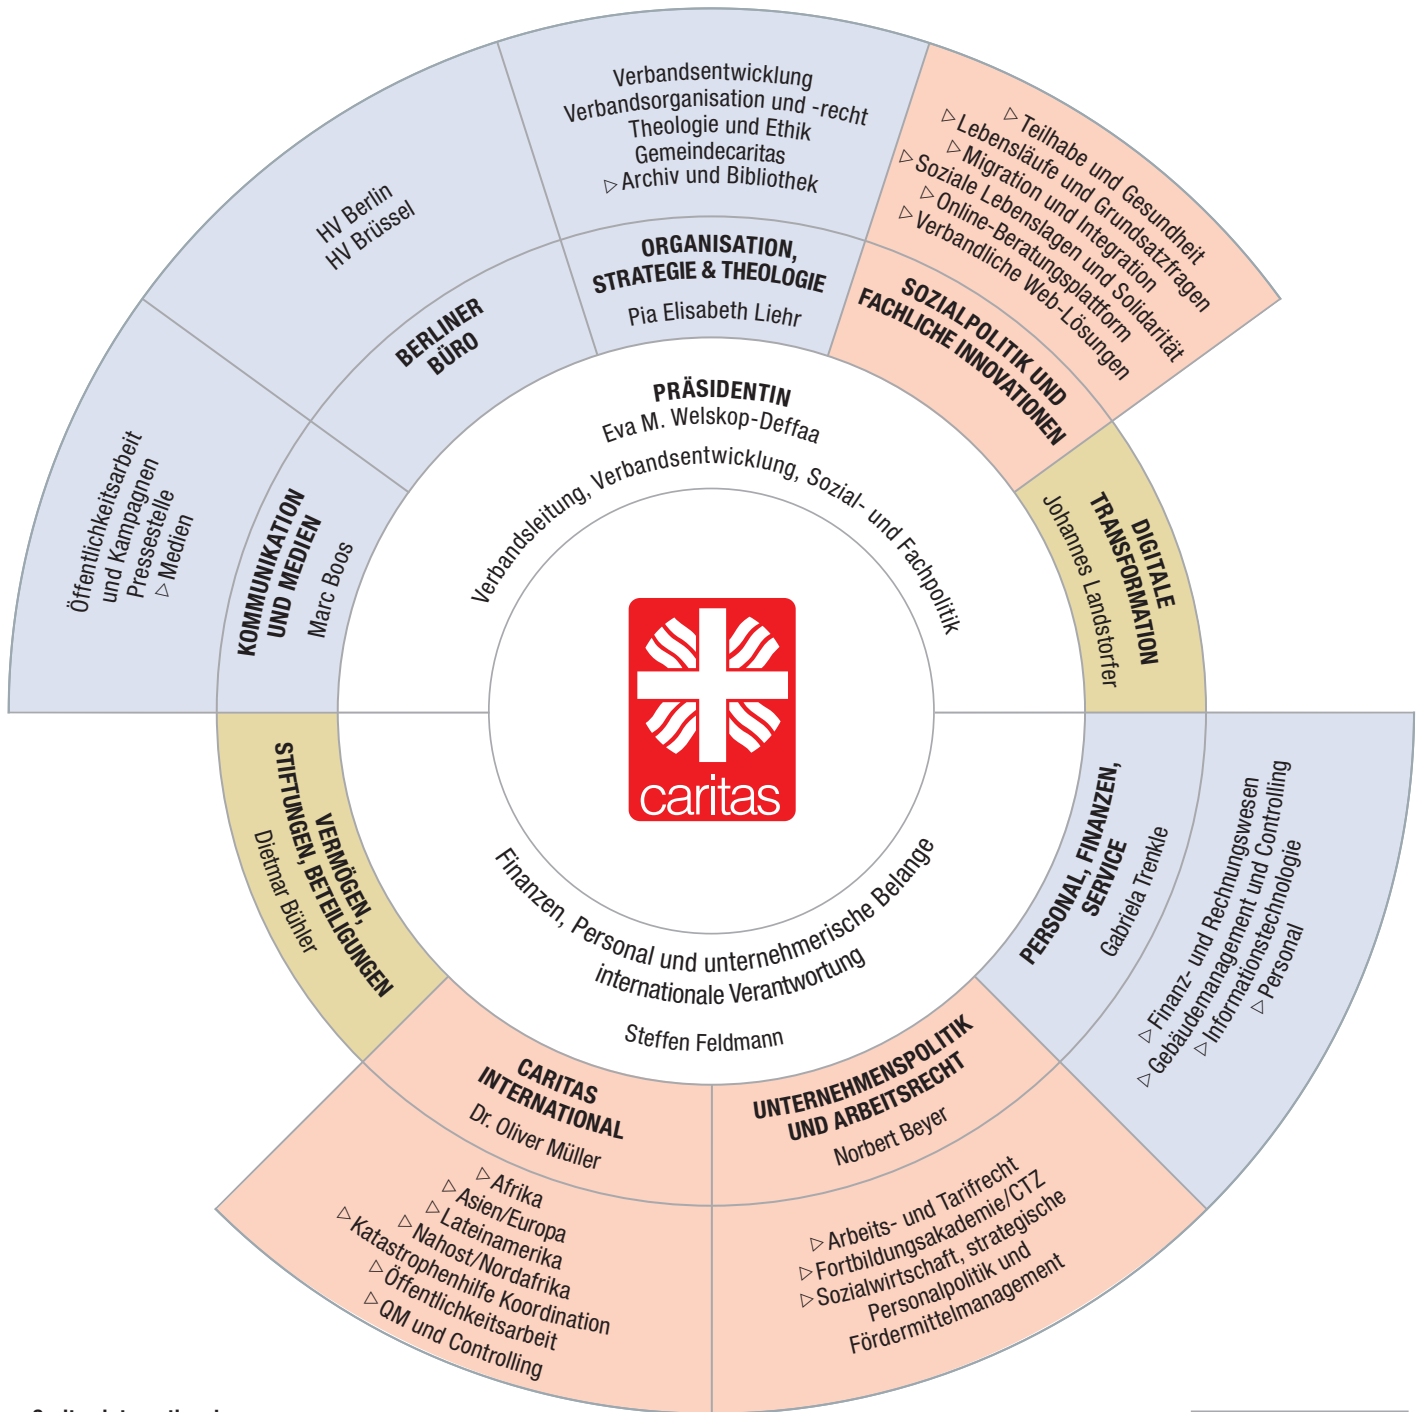 Verbandsentwicklung
Verbandsorganisation und -recht
Theologie und Ethik
Gemeindecaritas
▷ Archiv und Bibliothek
ORGANISATION,
STRATEGIE & THEOLOGIE
Pia Elisabeth Liehr
▷ Teilhabe und Gesundheit
▷ Lebensläufe und Grundsatzfragen
▷ Migration und Integration
▷ Soziale Lebenslagen und Solidarität
▷ Online-Beratungsplattform
▷ Verbandliche Web-Lösungen
SOZIALPOLITIK UND
FACHLICHE INNOVATIONEN
HV Berlin
HV Brüssel
BERLINER
BÜRO
Öffentlichkeitsarbeit
und Kampagnen
Pressestelle
▷ Medien
KOMMUNIKATION
UND MEDIEN
Marc Boos
PRÄSIDENTIN
Eva M. Welskop-Deffaa
Verbandsleitung, Verbandsentwicklung, Sozial- und Fachpolitik
DIGITALE
TRANSFORMATION
Johannes Landstorfer
caritas
Finanzen, Personal und unternehmerische Belange
internationale Verantwortung
Steffen Feldmann
PERSONAL, FINANZEN,
SERVICE
Gabriela Trenkle
▷ Finanz- und Rechnungswesen
▷ Gebäudemanagement und Controlling
▷ Informationstechnologie
▷ Personal
VERMÖGEN,
STIFTUNGEN, BETEILIGUNGEN
Dietmar Bühler
CARITAS
INTERNATIONAL
Dr. Oliver Müller
▷ Afrika
▷ Asien/Europa
▷ Lateinamerika
▷ Nahost/Nordafrika
▷ Katastrophenhilfe Koordination
▷ Öffentlichkeitsarbeit
▷ QM und Controlling
UNTERNEHMENSPOLITIK
UND ARBEITSRECHT
Norbert Beyer
▷ Arbeits- und Tarifrecht
▷ Fortbildungsakademie/CTZ
▷ Sozialwirtschaft, strategische
Personalpolitik und
Fördermittelmanagement